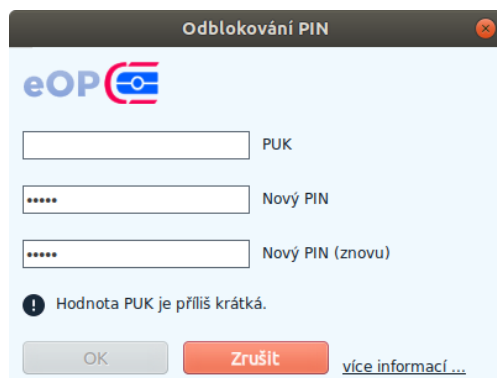 Odblokování PIN
eOP
PUK
••••• Nový PIN
••••• Nový PIN (znovu)
Hodnota PUK je příliš krátká.
OK Zrušit více informací ...